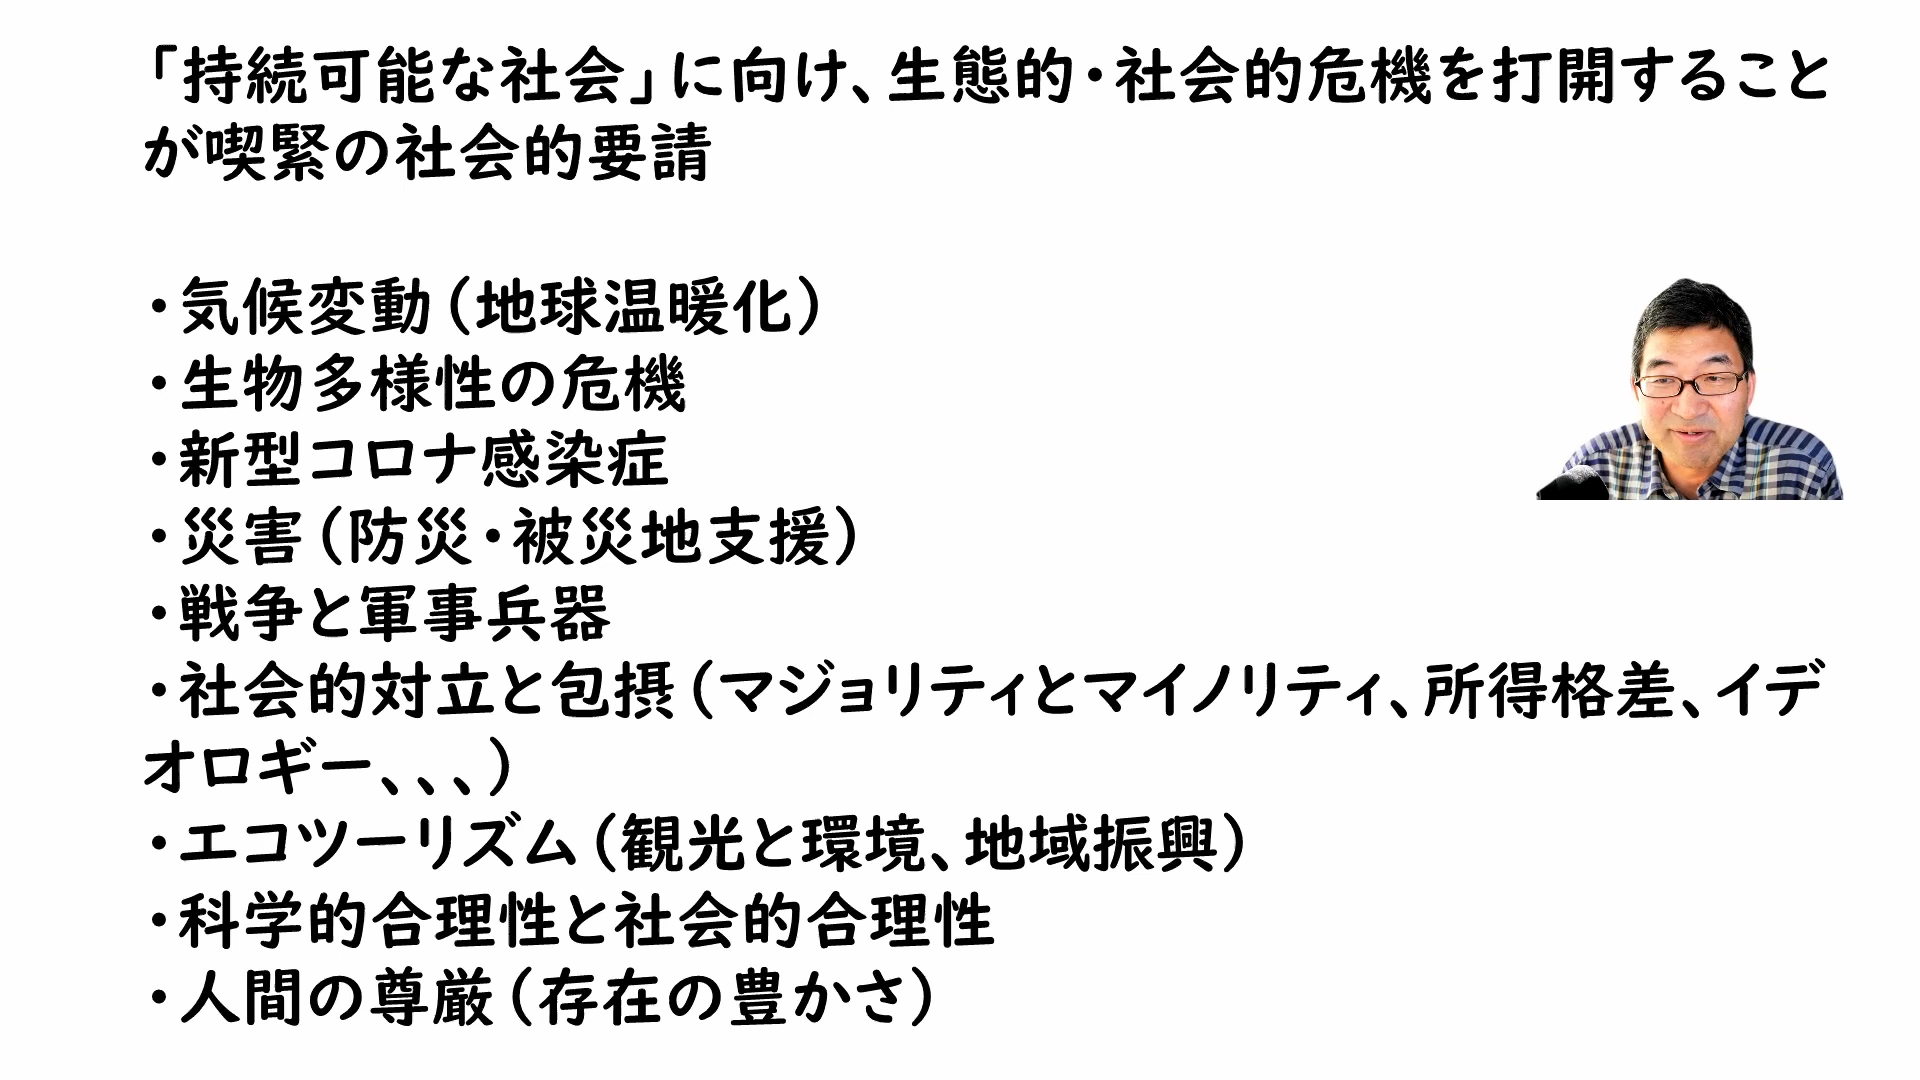 「持続可能な社会」に向け、生態的・社会的危機を打開すること
が喫緊の社会的要請
・気候変動（地球温暖化）
・生物多様性の危機
・新型コロナ感染症
・災害（防災・被災地支援）
・戦争と軍事兵器
・社会的対立と包摂（マジョリティとマイノリティ、所得格差、イデ
オロギー、、、）
・エコツーリズム（観光と環境、地域振興）
・科学的合理性と社会的合理性
・人間の尊厳（存在の豊かさ）